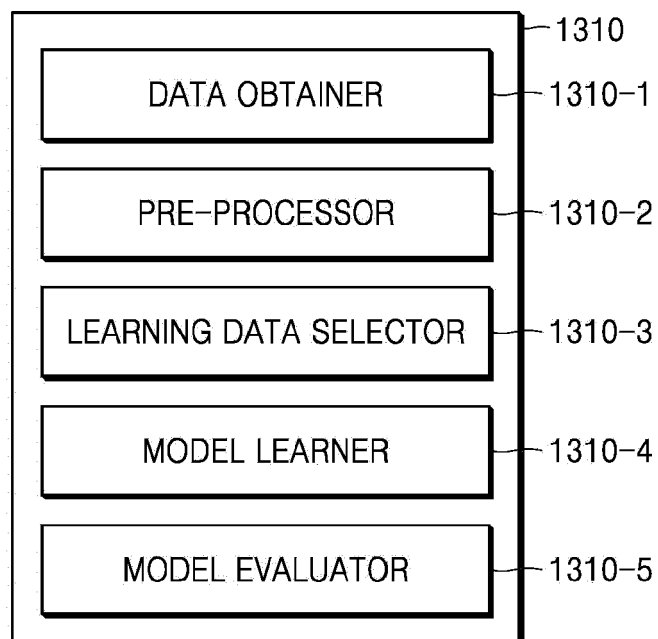 1310
DATA OBTAINER 1310-1
PRE-PROCESSOR 1310-2
LEARNING DATA SELECTOR 1310-3
MODEL LEARNER 1310-4
MODEL EVALUATOR 1310-5